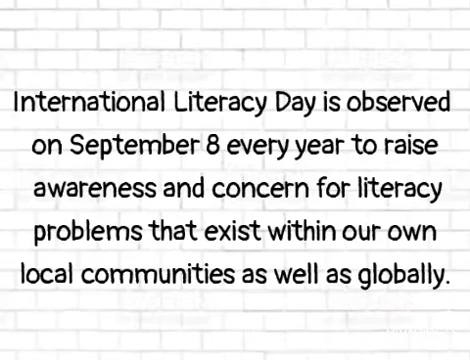 International Literacy Day is observed
on September 8 every year to raise
awareness and concern for literacy
problems that exist within our own
local communities as well as globally.